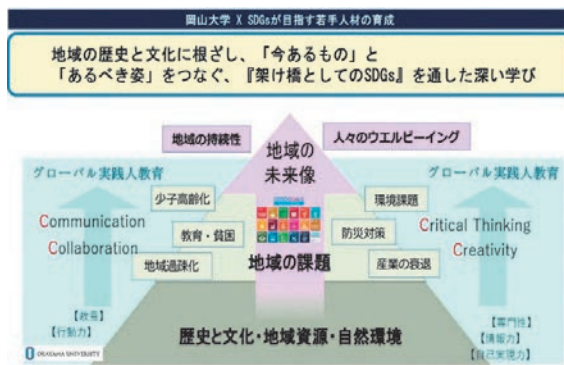 岡山大学 X SDGsが目指す若手人材の育成
地域の歴史と文化に根ざし、「今あるもの」と
「あるべき姿」をつなぐ、『架け橋としてのSDGs』を通した深い学び
地域の持続性
人々のウエルビーイング
地域の
未来像
グローバル実践人教育
グローバル実践人教育
少子高齢化
環境課題
Communication
Collaboration
Critical Thinking
Creativity
教育・貧困
防災対策
地域過疎化
地域の課題
産業の衰退
【教養】
【行動力】
歴史と文化・地域資源・自然環境
【専門性】
【情報力】
【自己実現力】
OKAYAMA UNIVERSITY